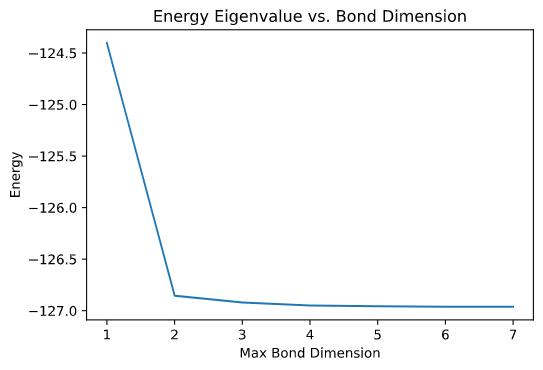 Energy Eigenvalue vs. Bond Dimension
−124.5
−125.0
−125.5
−126.0
−126.5
−127.0
Energy
1 2 3 4 5 6 7
Max Bond Dimension